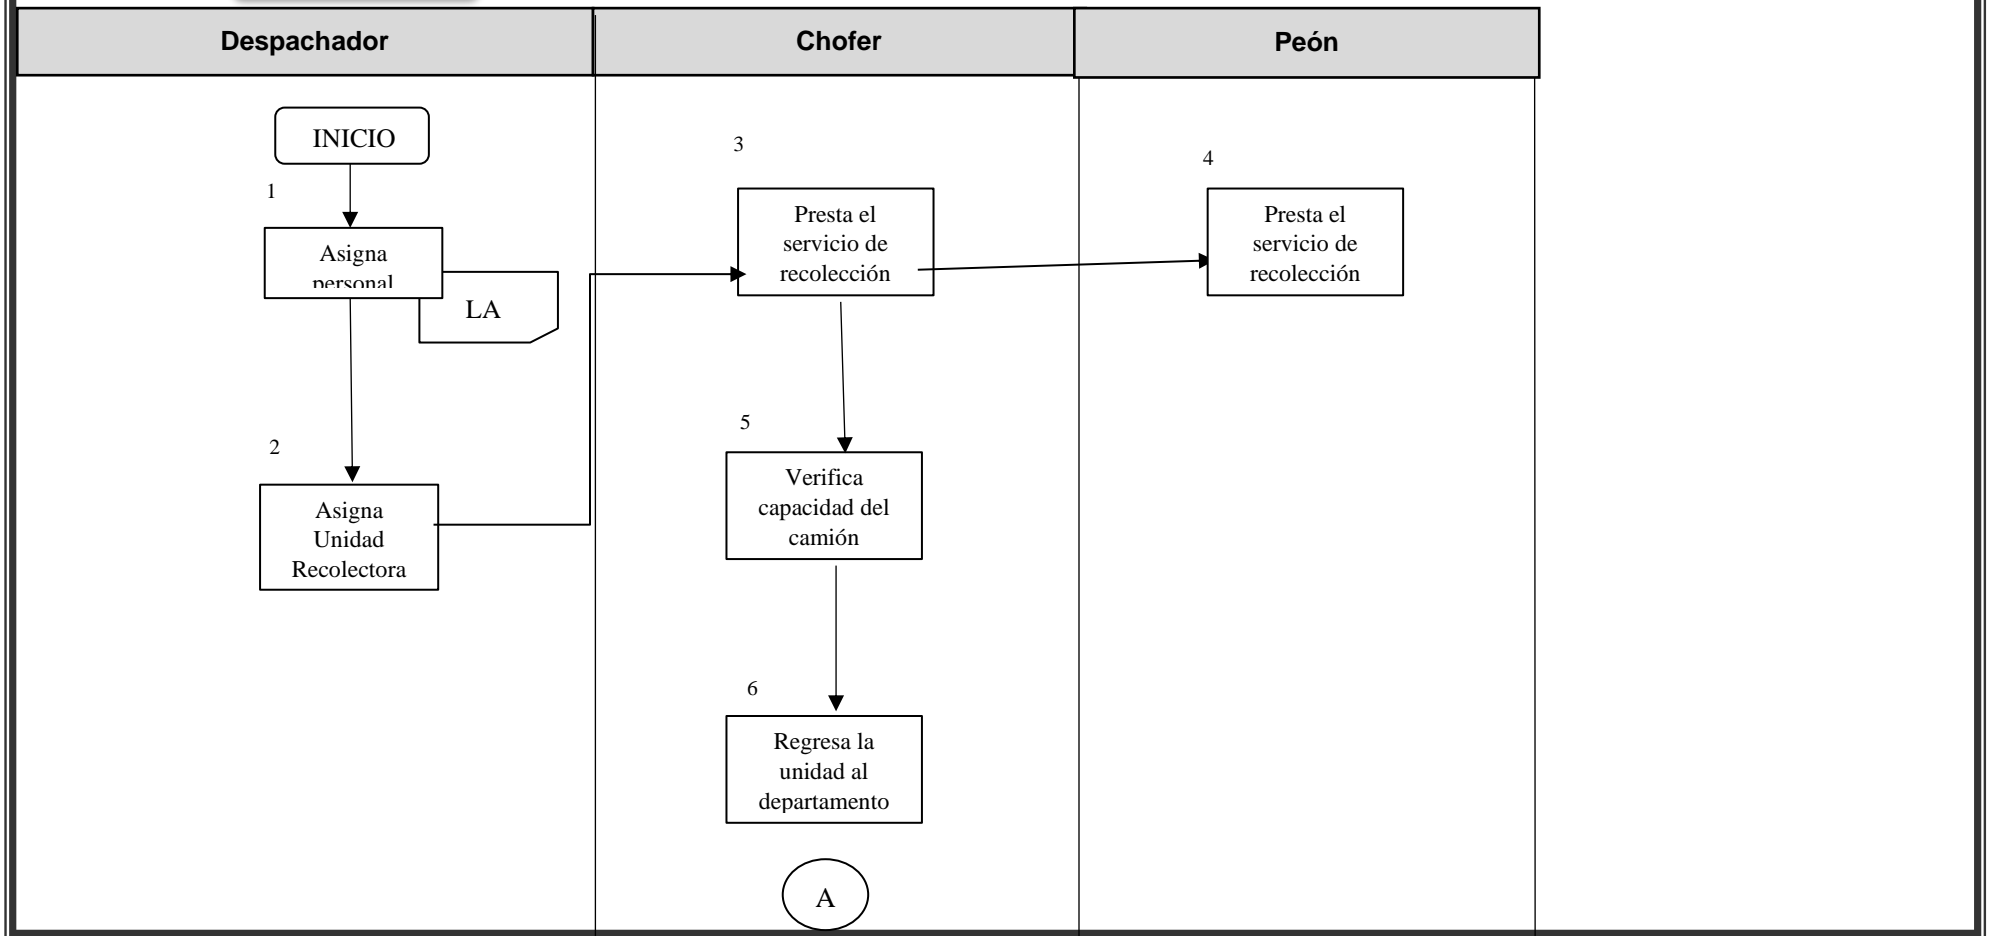 Despachador
Chofer
Peón
INICIO
1
Asigna
personal
LA
2
Asigna
Unidad
Recolectora
3
Presta el
servicio de
recolección
4
Presta el
servicio de
recolección
5
Verifica
capacidad del
camión
6
Regresa la
unidad al
departamento
A